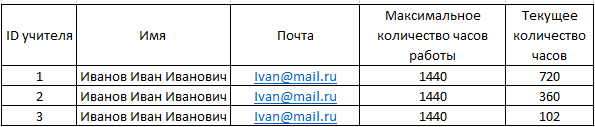 ID учителя Имя Почта Максимальное количество часов работы Текущее количество часов
1 Иванов Иван Иванович Ivan@mail.ru 1440 720
2 Иванов Иван Иванович Ivan@mail.ru 1440 360
3 Иванов Иван Иванович Ivan@mail.ru 1440 102